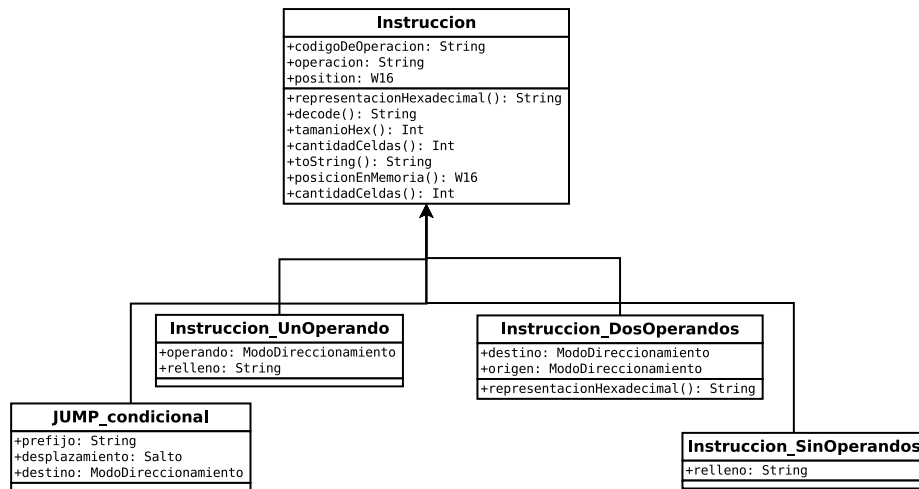 Instruccion
+codigoDeOperacion: String
+operacion: String
+position: W16
+representacionHexadecimal(): String
+decode(): String
+tamanioHex(): Int
+cantidadCeldas(): Int
+toString(): String
+posicionEnMemoria(): W16
+cantidadCeldas(): Int
Instruccion_UnOperando
+operando: ModoDireccionamiento
+relleno: String
Instruccion_DosOperandos
+destino: ModoDireccionamiento
+origen: ModoDireccionamiento
+representacionHexadecimal(): String
JUMP_condicional
+prefijo: String
+desplazamiento: Salto
+destino: ModoDireccionamiento
Instruccion_SinOperandos
+relleno: String